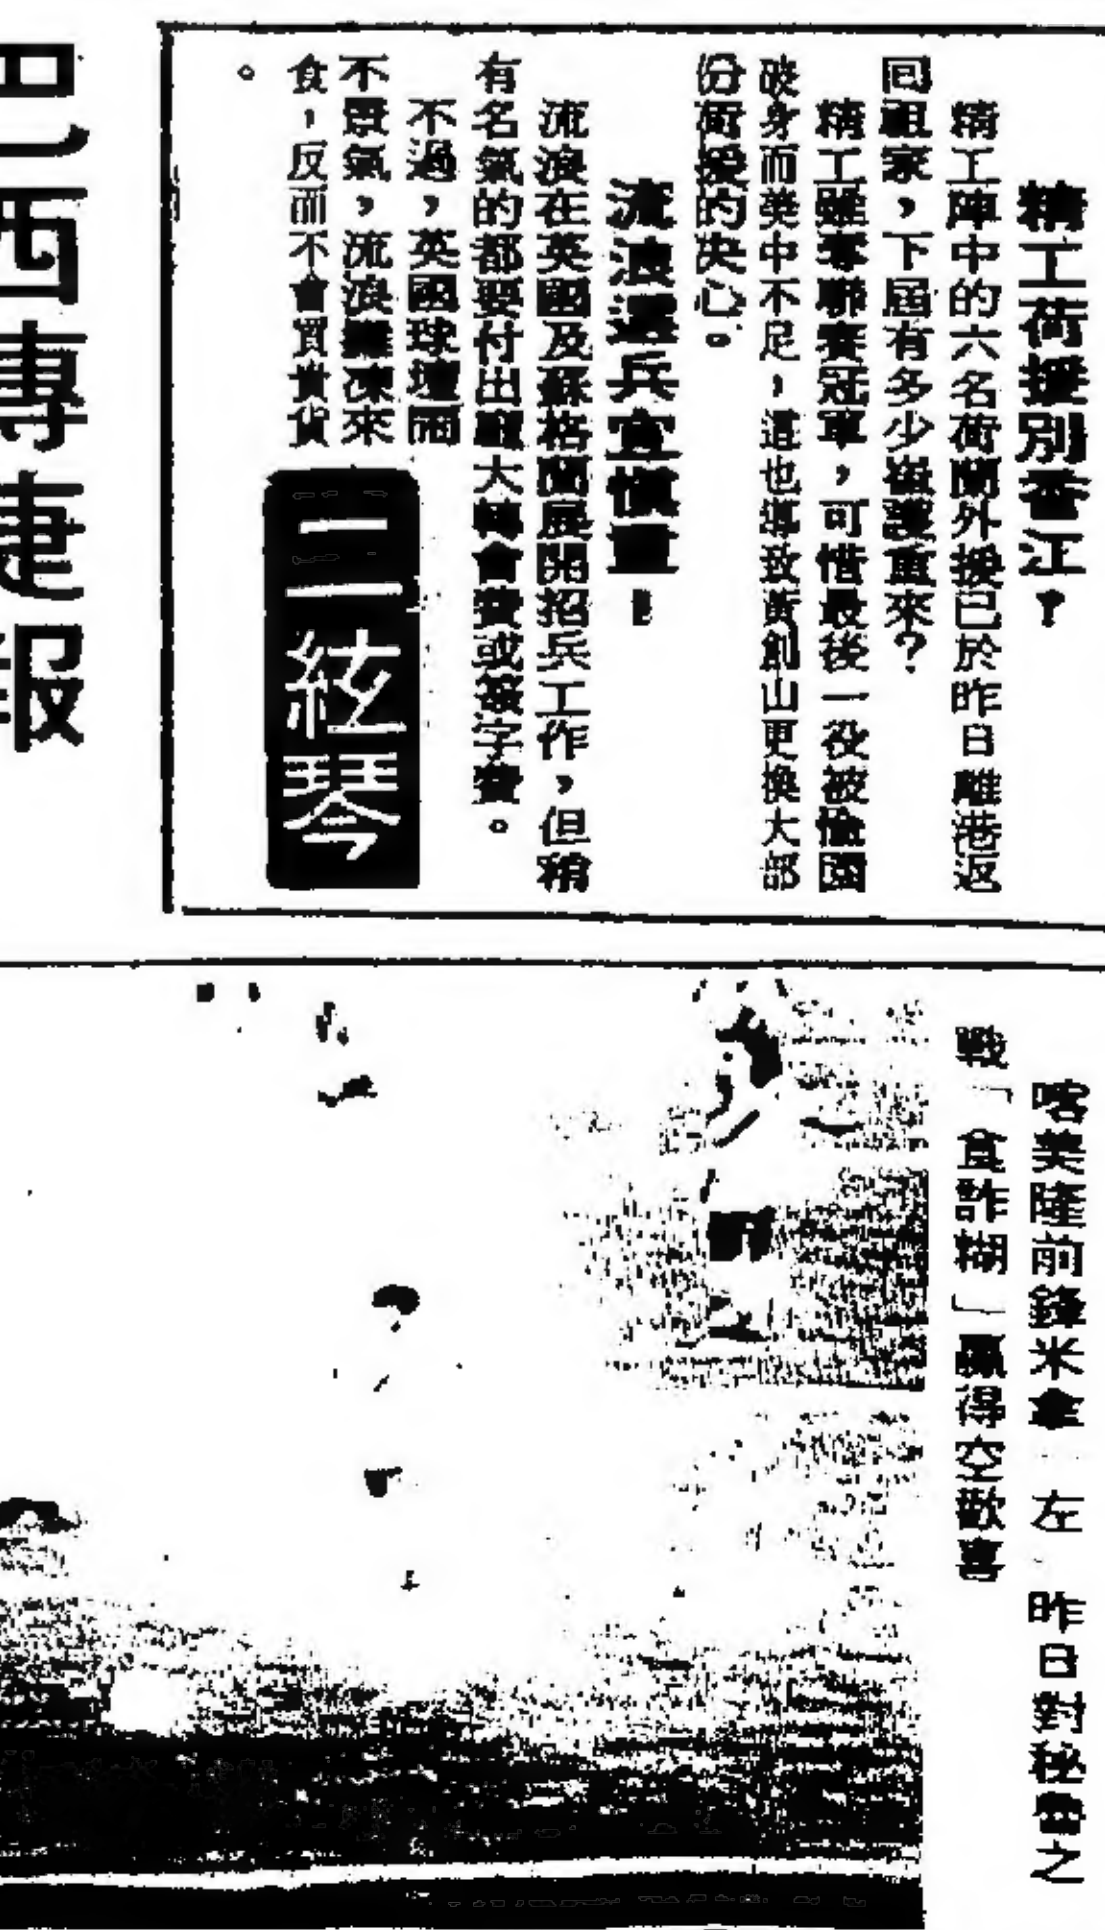 精工荷援別香江？
精工陣中的六名荷蘭外援已於昨日離港返
囘祖家，下屆有多少個護重來？
精工雖奪聯賽冠軍，可惜最後一役被愉園
破身而美中不足，這也導致黃創山更換大部
份荷援的决心。
流浪選兵宜慎重！
流浪在英國及蘇格蘭展開招兵工作，但稍
有名氣的都要付出龐大轉會費或簽字費。
不過，英國球壇面
不景氣，流浪雞凍來
食，反而不會買貴貨
。
二絃琴
巴西專捷報
喀美隆前鋒米拿 左 昨日對秘魯之
戰「食詐糊」贏得空歡喜